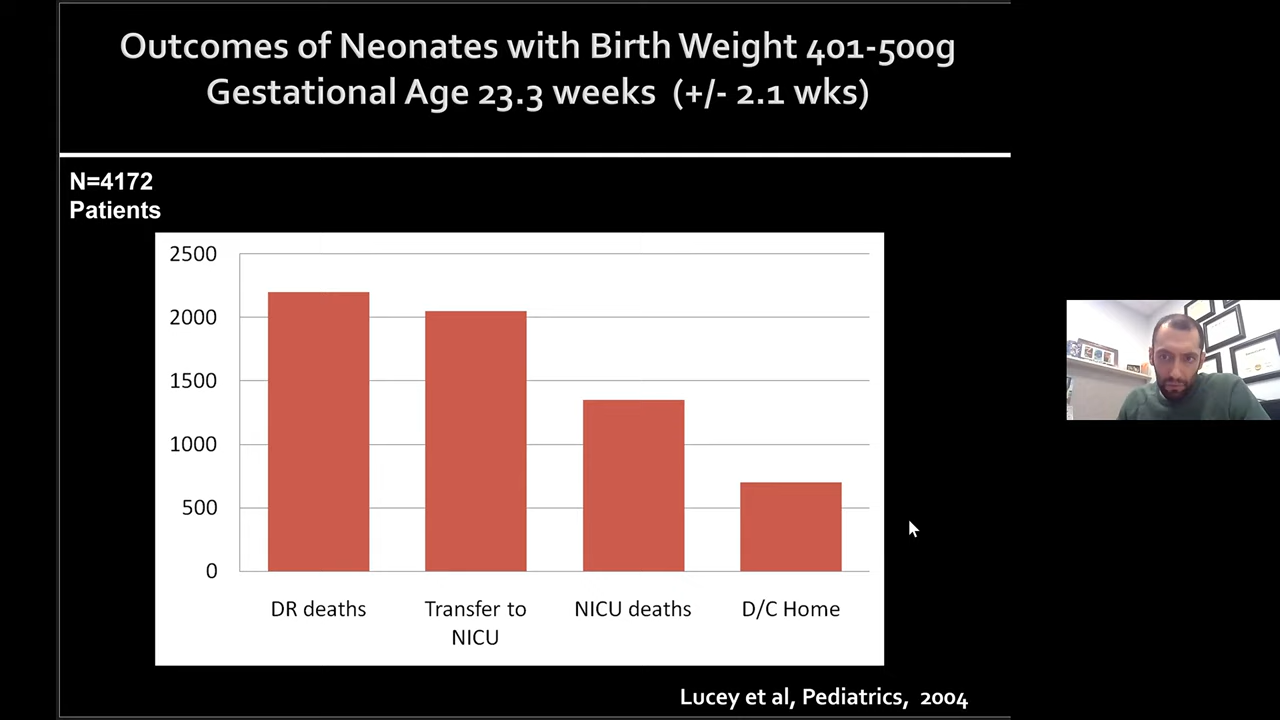 Outcomes of Neonates with Birth Weight 401-500g
Gestational Age 23.3 weeks (+/- 2.1 wks)
N=4172
Patients
2500
2000
1500
1000
500
0
DR deaths
Transfer to
NICU
NICU deaths
D/C Home
Lucey et al, Pediatrics, 2004